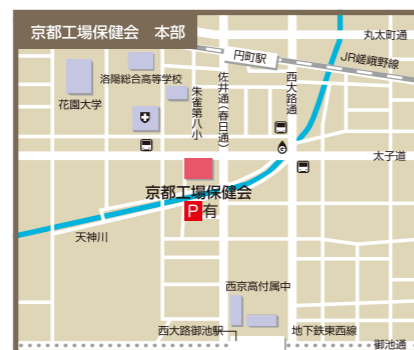 京都工場保健会　本部
丸太町通
円町駅
JR嵯峨野線
洛陽総合高等学校
花園大学
朱雀第八小
佐井通(春日通)
西大路通
太子道
京都工場保健会
P有
天神川
西京高付属中
西大路御池駅
地下鉄東西線
御池通